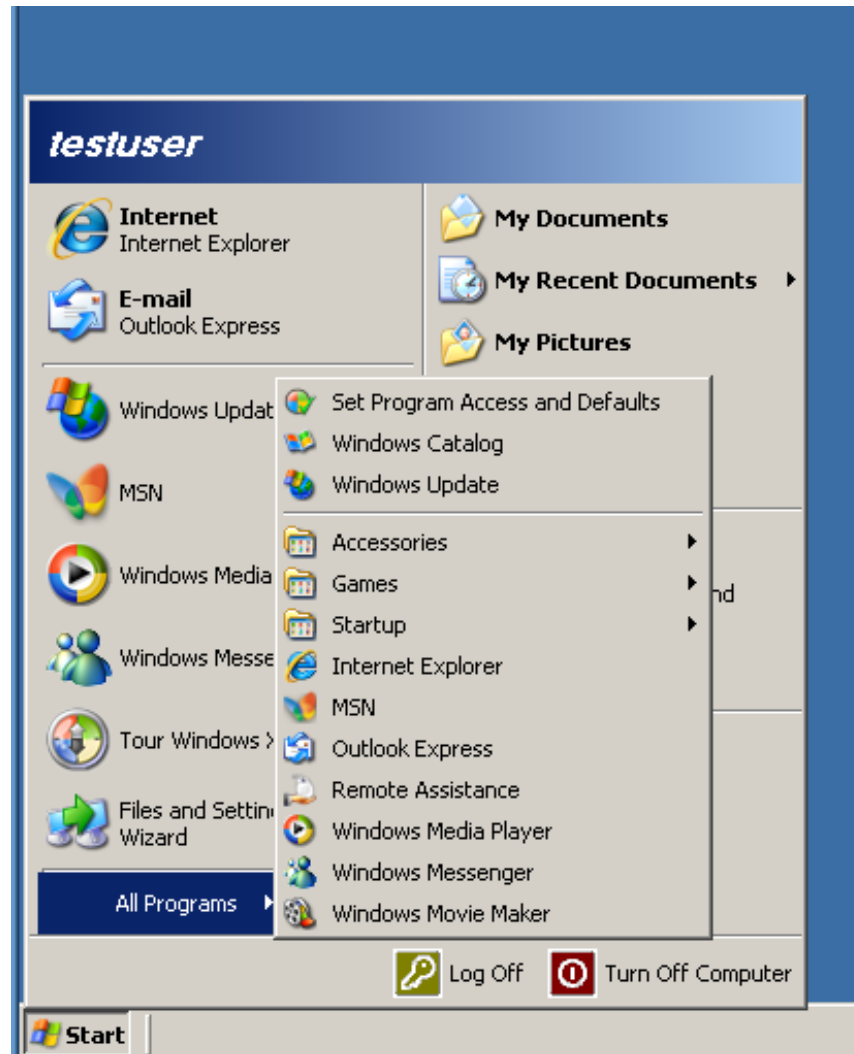 testuser
Internet
Internet Explorer
E-mail
Outlook Express
My Documents
My Recent Documents
My Pictures
Windows Updat
MSN
Windows Media
Windows Messe
Tour Windows X
Files and Settin
Wizard
All Programs
Set Program Access and Defaults
Windows Catalog
Windows Update
Accessories
Games
Startup
Internet Explorer
MSN
Outlook Express
Remote Assistance
Windows Media Player
Windows Messenger
Windows Movie Maker
nd
Log Off
Turn Off Computer
Start